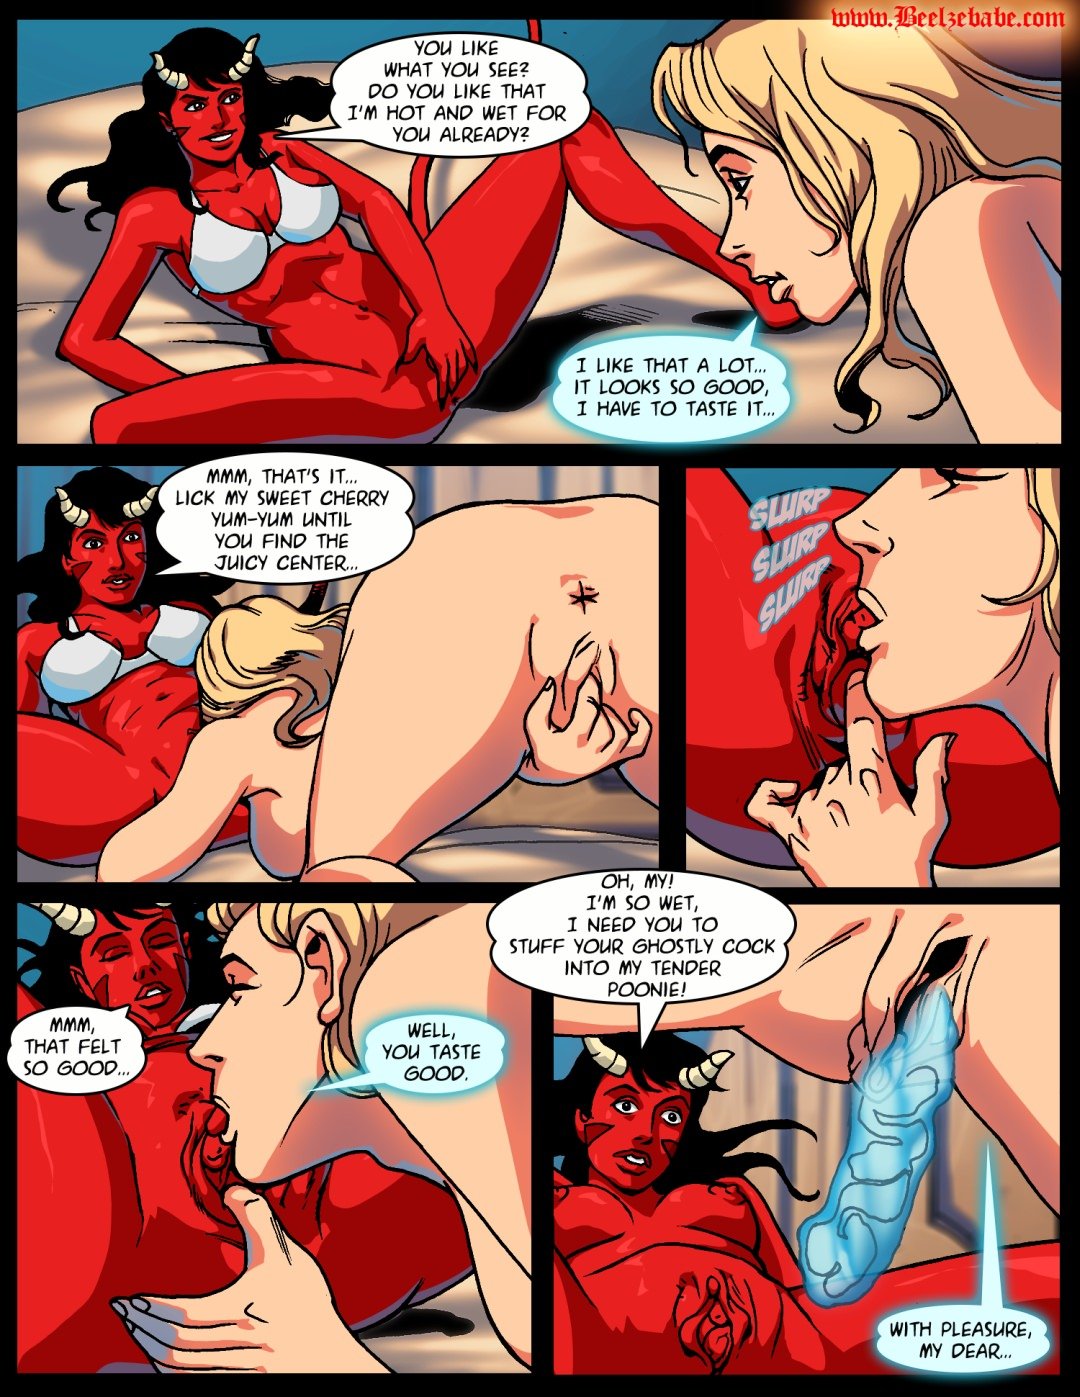 www.Beelzebabe.com
YOU LIKE
WHAT YOU SEE?
DO YOU LIKE THAT
I'M HOT AND WET FOR
YOU ALREADY?
I LIKE THAT A LOT...
IT LOOKS SO GOOD,
I HAVE TO TASTE IT...
MMM, THAT'S IT...
LICK MY SWEET CHERRY
YUM-YUM UNTIL
YOU FIND THE
JUICY CENTER...
SLURP
SLURP
SLURP
MMM,
THAT FELT
SO GOOD...
WELL,
YOU TASTE
GOOD.
OH, MY!
I'M SO WET,
I NEED YOU TO
STUFF YOUR GHOSTLY COCK
INTO MY TENDER
POONIE!
WITH PLEASURE,
MY DEAR...